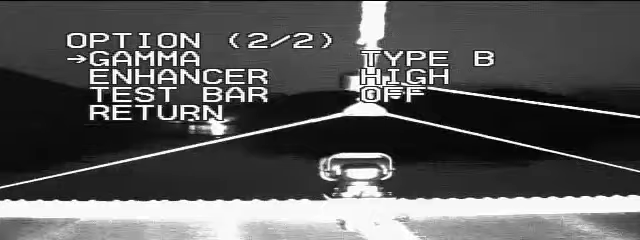 OPTION (2/2)
→GAMMA TYPE B
ENHANCER HIGH
TEST BAR OFF
RETURN